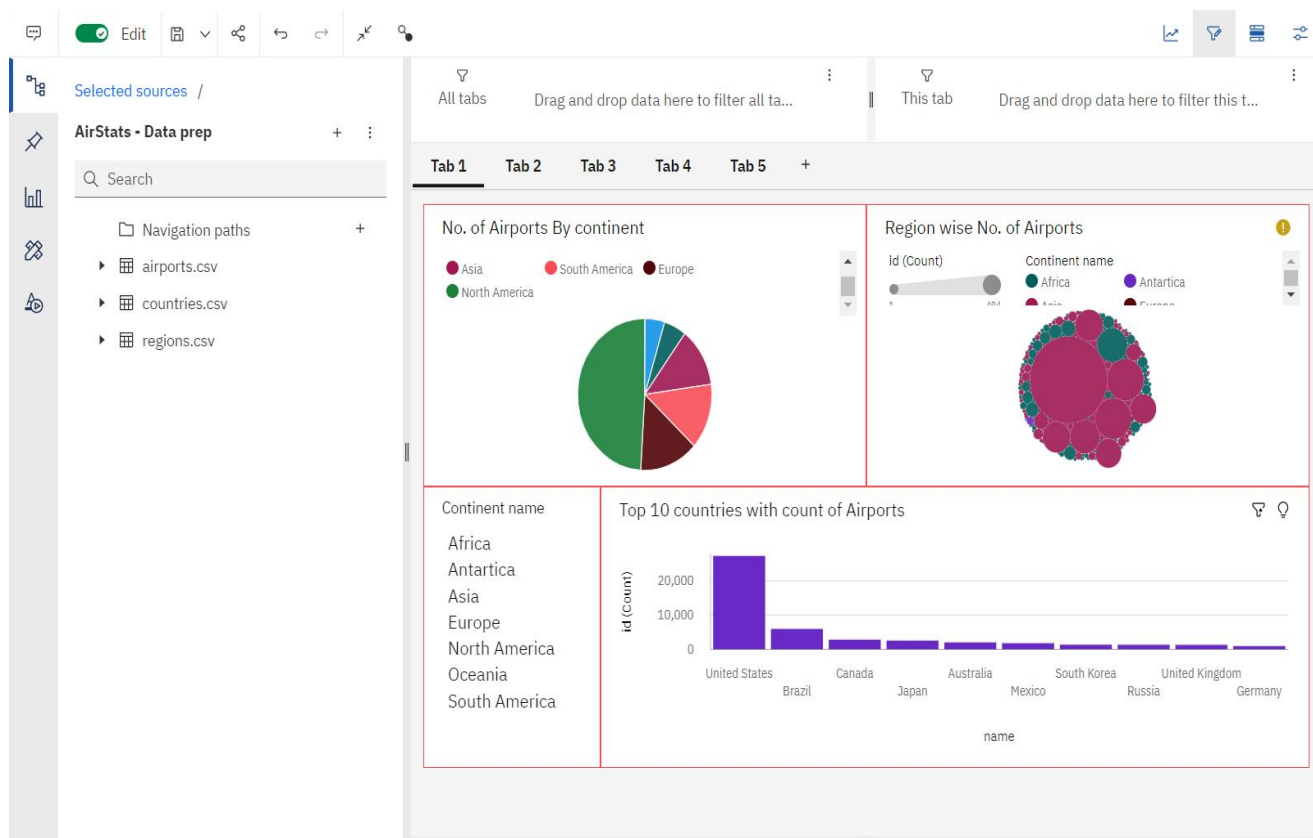 Edit
Selected sources /
AirStats - Data prep
Search
Navigation paths
airports.csv
countries.csv
regions.csv
All tabs
Drag and drop data here to filter all ta...
This tab
Drag and drop data here to filter this t...
Tab 1 Tab 2 Tab 3 Tab 4 Tab 5 +
No. of Airports By continent
Asia South America Europe
North America
Region wise No. of Airports
id (Count)
Continent name
Africa Antartica
Continent name
Africa
Antartica
Asia
Europe
North America
Oceania
South America
Top 10 countries with count of Airports
id (Count)
20,000
10,000
0
United States
Brazil
Canada
Japan
Australia
Mexico
South Korea
Russia
United Kingdom
Germany
name